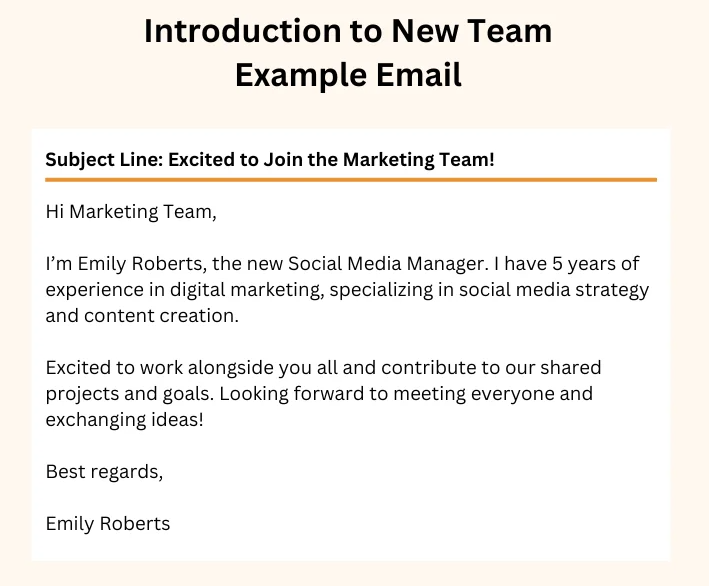 Introduction to New Team
Example Email
Subject Line: Excited to Join the Marketing Team!
Hi Marketing Team,
I’m Emily Roberts, the new Social Media Manager. I have 5 years of
experience in digital marketing, specializing in social media strategy
and content creation.
Excited to work alongside you all and contribute to our shared
projects and goals. Looking forward to meeting everyone and
exchanging ideas!
Best regards,
Emily Roberts